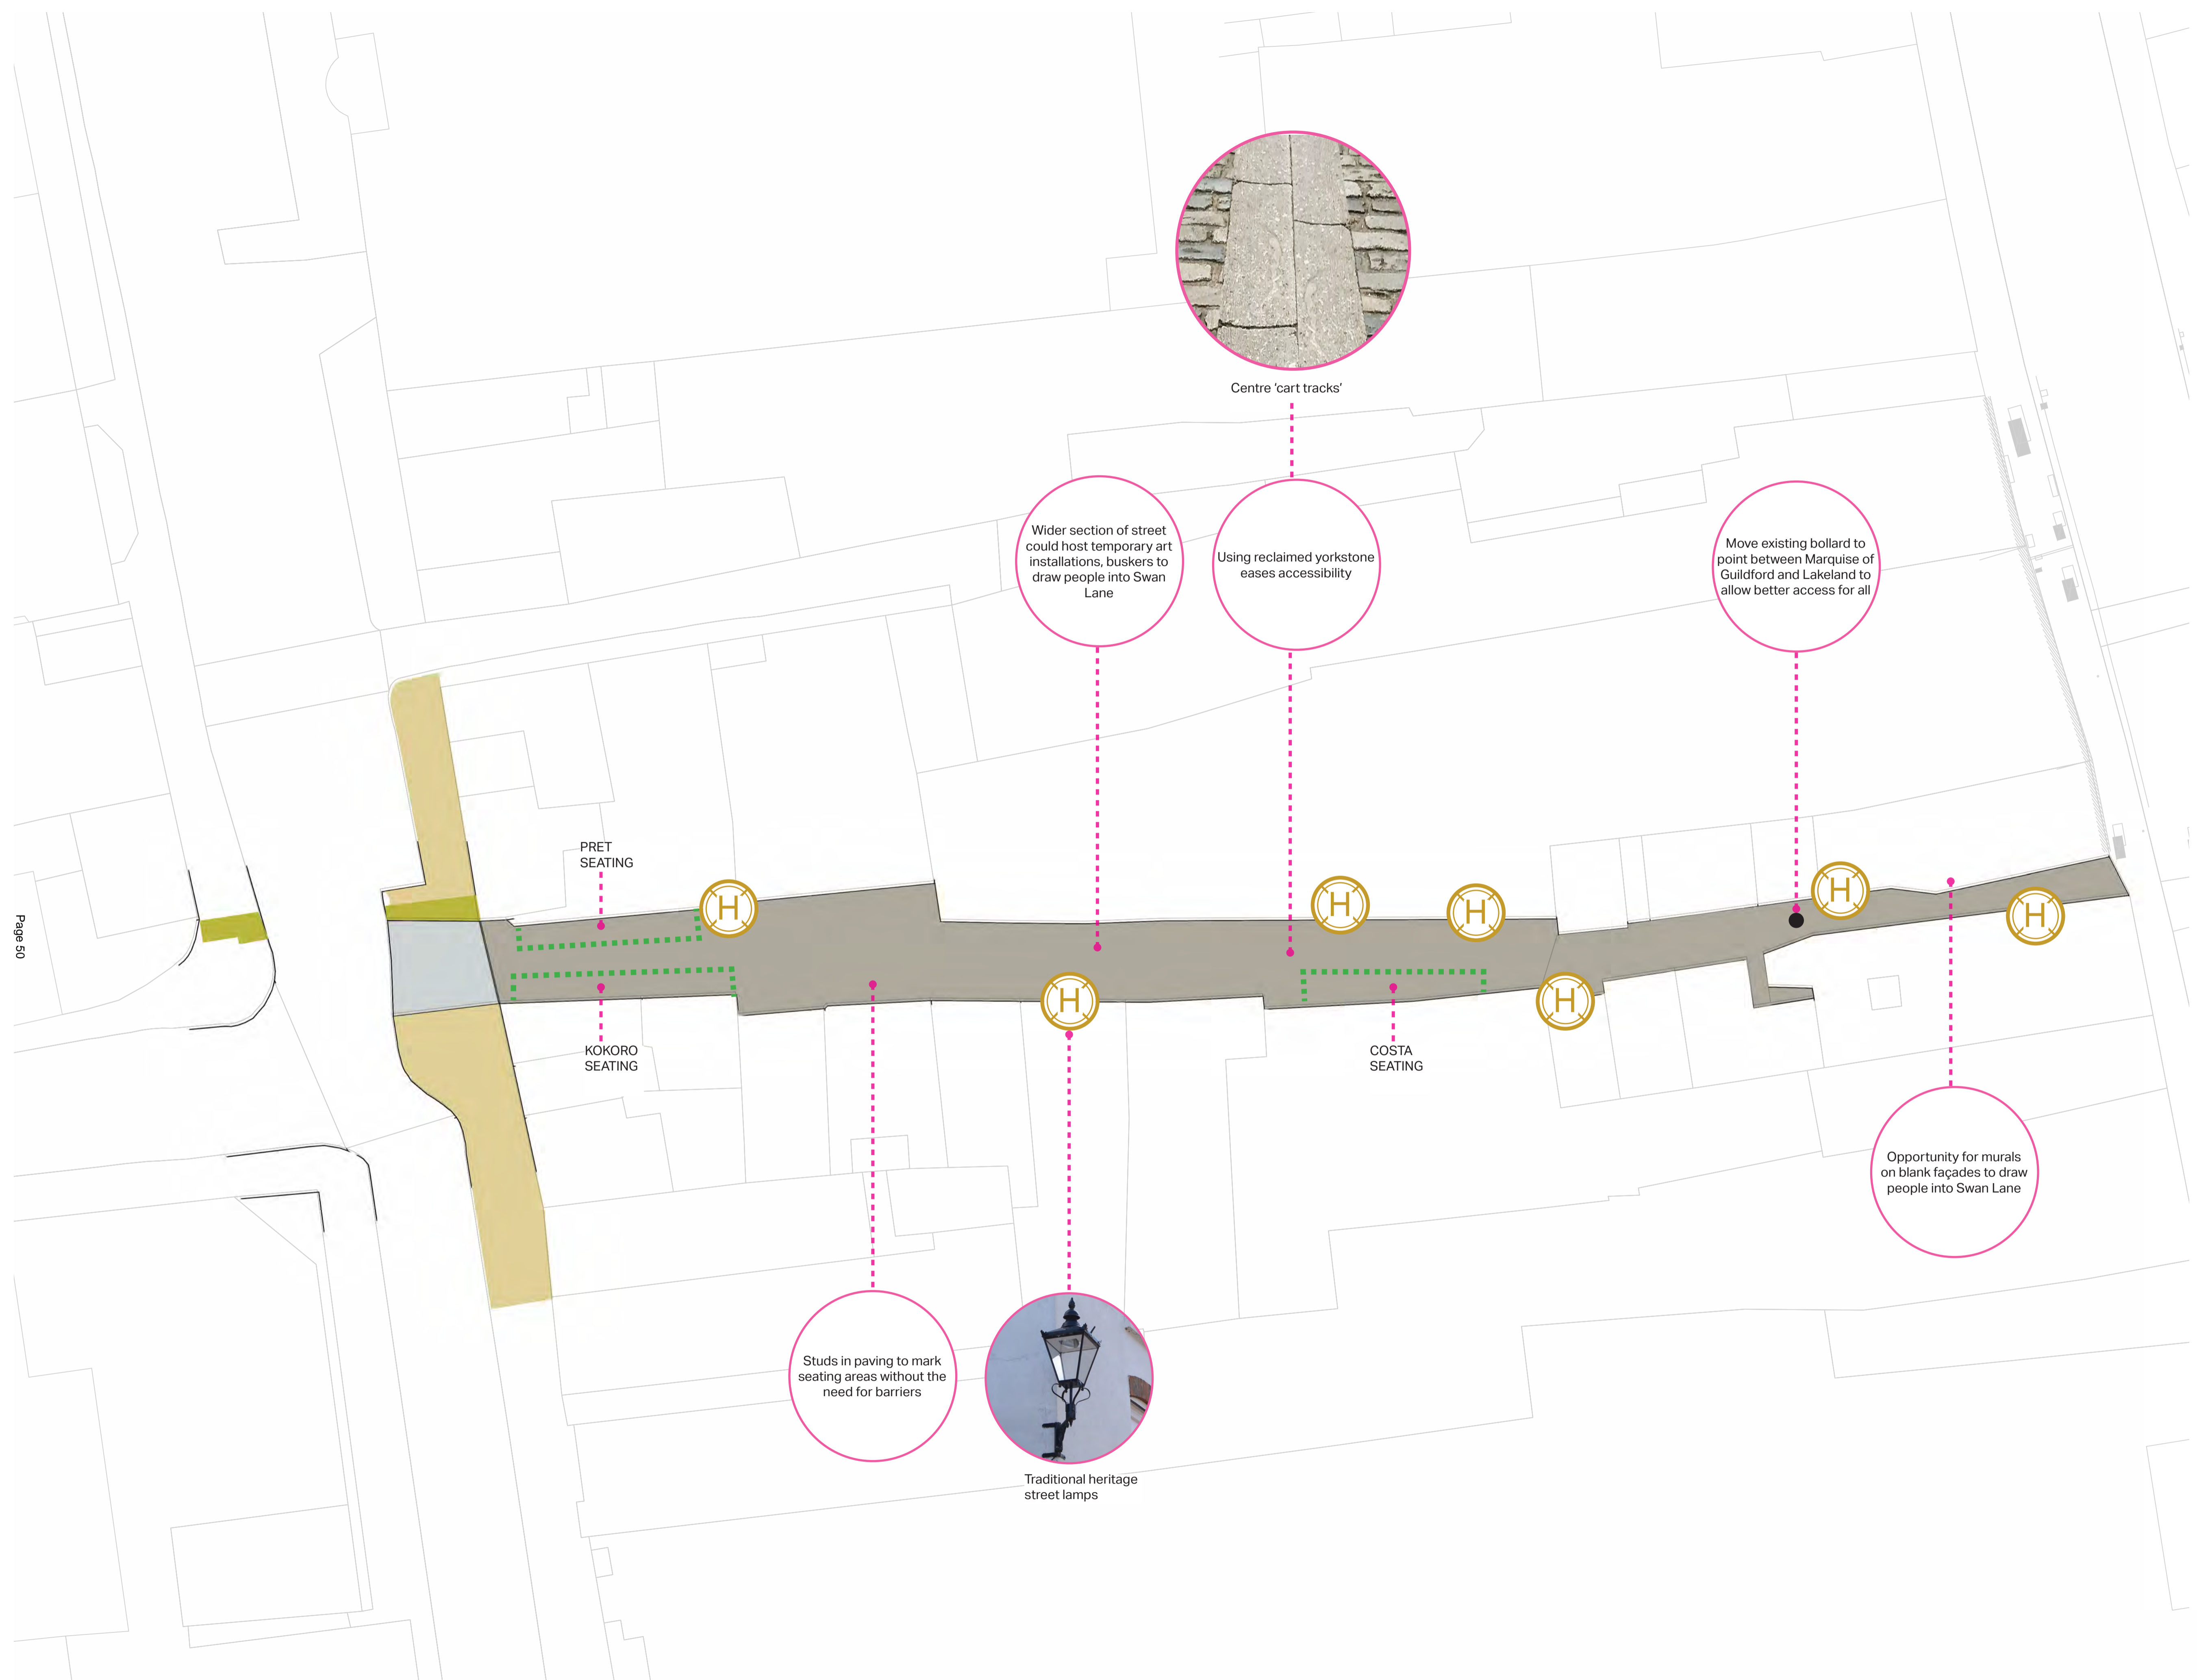 Centre ‘cart tracks’
Wider section of street
could host temporary art
installations, buskers to
draw people into Swan
Lane
Using reclaimed yorkstone
eases accessibility
Move existing bollard to
point between Marquise of
Guildford and Lakeland to
allow better access for all
PRET
SEATING
H
H
H
H
H
Page 50
H
H
KOKORO
SEATING
COSTA
SEATING
Opportunity for murals
on blank façades to draw
people into Swan Lane
Studs in paving to mark
seating areas without the
need for barriers
Traditional heritage
street lamps